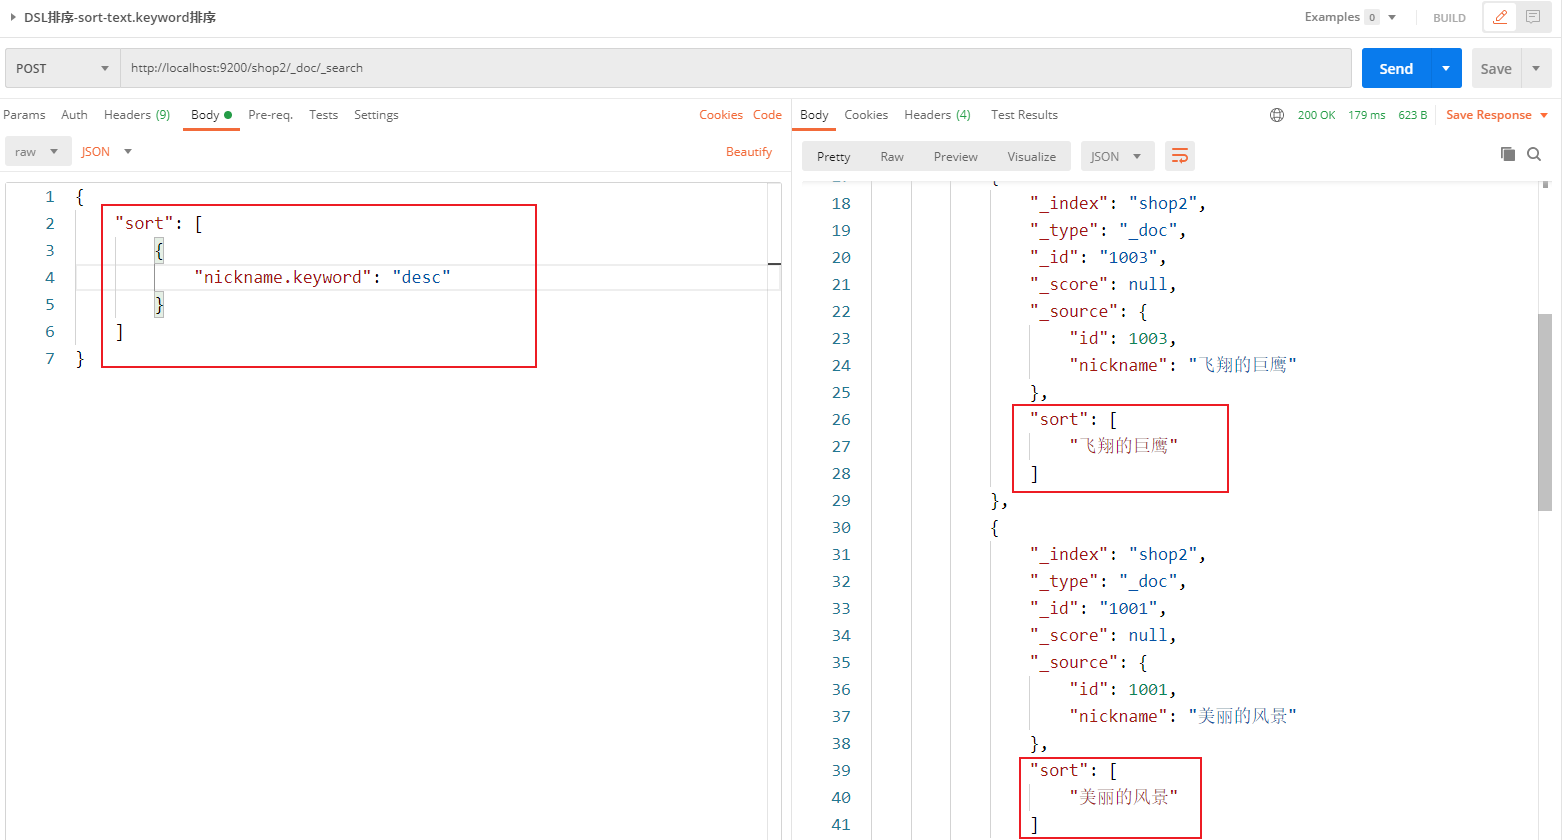 DSL排序-sort-text.keyword排序
Examples 0
BUILD
POST
http://localhost:9200/shop2/_doc/_search
Send
Save
Params Auth Headers (9) Body Pre-req. Tests Settings Cookies Code
raw JSON Beautify
1 {
2 "sort": [
3 {
4 "nickname.keyword": "desc"
5 }
6 ]
7 }
Body Cookies Headers (4) Test Results 200 OK 179 ms 623 B Save Response
Pretty Raw Preview Visualize JSON
{
18 "_index": "shop2",
19 "_type": "_doc",
20 "_id": "1003",
21 "_score": null,
22 "_source": {
23 "id": 1003,
24 "nickname": "飞翔的巨鹰"
25 },
26 "sort": [
27 "飞翔的巨鹰"
28 ]
29 },
30 {
31 "_index": "shop2",
32 "_type": "_doc",
33 "_id": "1001",
34 "_score": null,
35 "_source": {
36 "id": 1001,
37 "nickname": "美丽的风景"
38 },
39 "sort": [
40 "美丽的风景"
41 ]